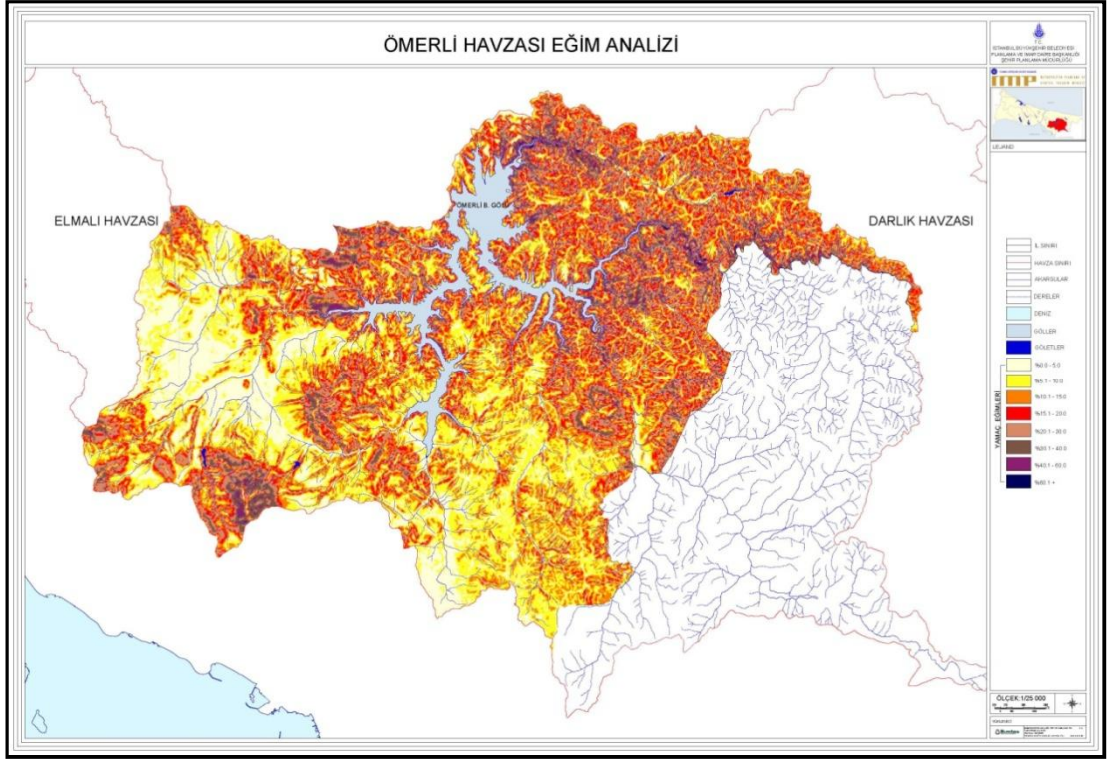 ÖMERLİ HAVZASI EĞİM ANALİZİ
T.C.
İSTANBUL BÜYÜKŞEHİR BELEDİYESİ
PLANLAMA VE İMAR DAİRE BAŞKANLIĞI
ŞEHİR PLANLAMA MÜDÜRLÜĞÜ
LEJAND
ÖMERLİ B. GÖLÜ
ELMALI HAVZASI
DARLIK HAVZASI
İL SINIRI
HAVZA SINIRI
AKARSULAR
DERELER
DENİZ
GÖLLER
GÖLETLER
YAMAÇ EĞİMLERİ
%0.0 - 5.0
%5.1 - 10.0
%10.1 - 15.0
%15.1 - 20.0
%20.1 - 30.0
%30.1 - 40.0
%40.1 - 60.0
%60.1 +
ÖLÇEK:1/25.000